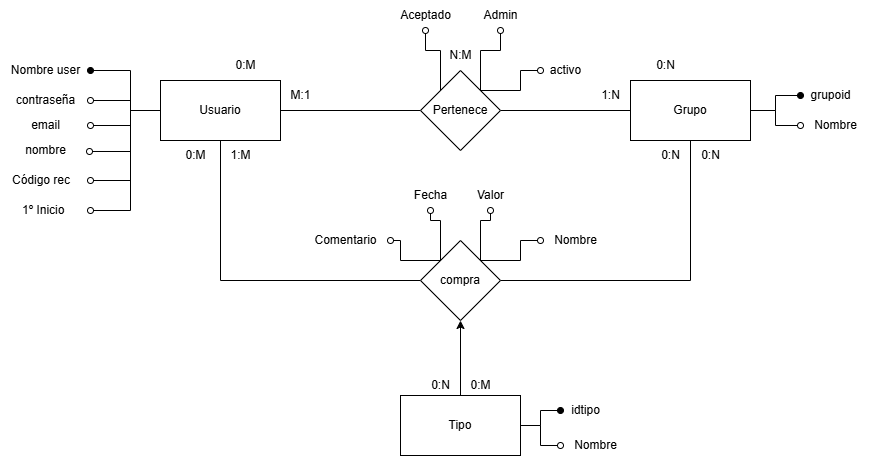 Aceptado
Admin
0:M
N:M
0:N
Nombre user
activo
contraseña
Usuario
M:1
Pertenece
1:N
Grupo
grupoid
email
Nombre
nombre
0:M
1:M
0:N
0:N
Código rec
Fecha
Valor
1º Inicio
Comentario
Nombre
compra
0:N
0:M
idtipo
Tipo
Nombre